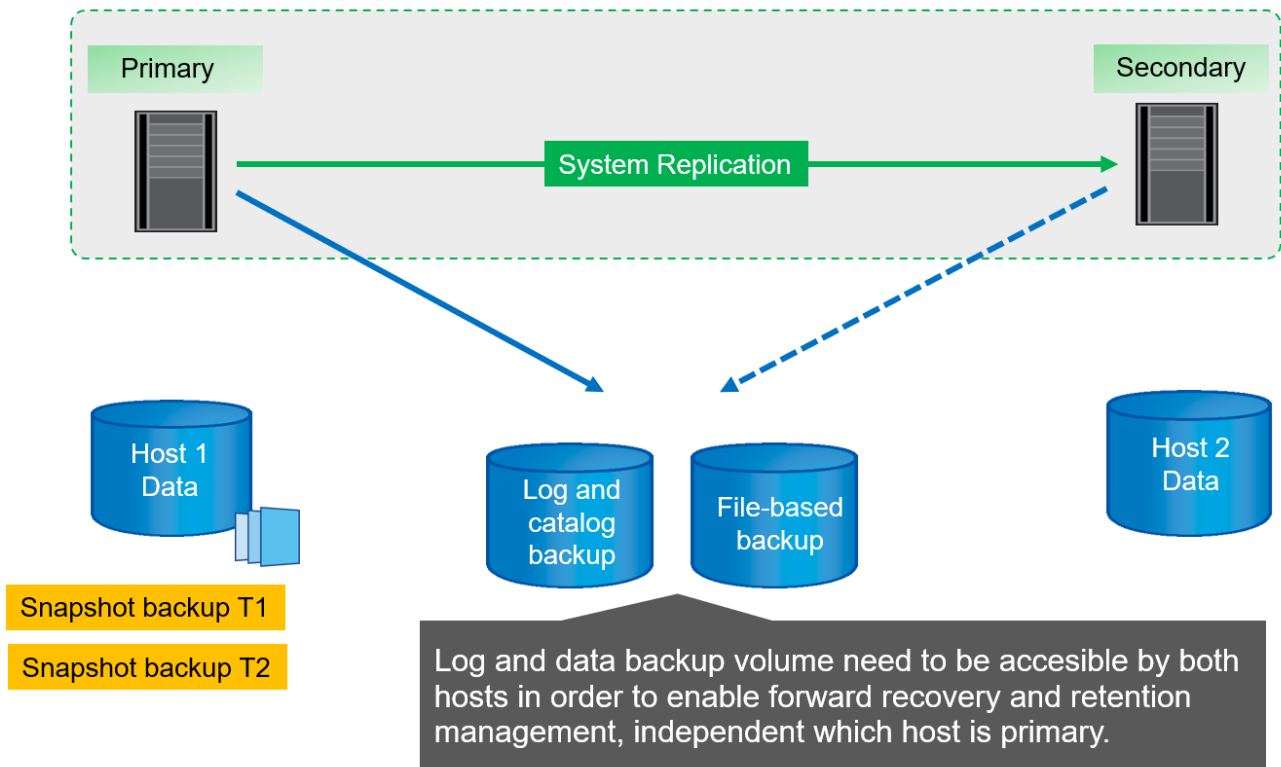 Primary
Secondary
System Replication
Host 1
Data
Log and
catalog
backup
File-based
backup
Host 2
Data
Snapshot backup T1
Snapshot backup T2
Log and data backup volume need to be accesible by both
hosts in order to enable forward recovery and retention
management, independent which host is primary.